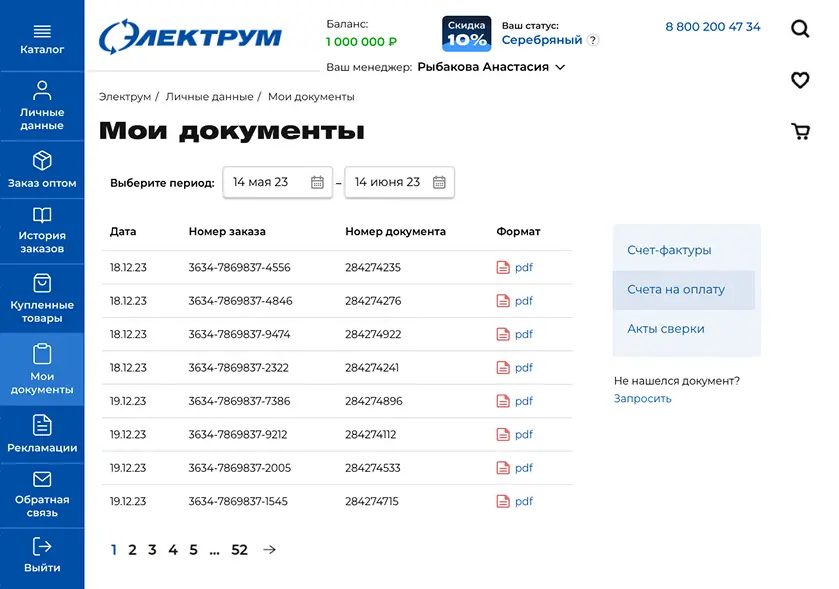 Каталог
Личные
данные
Заказ оптом
История
заказов
Купленные
товары
Мои
документы
Рекламации
Обратная
связь
Выйти
ЭЛЕКТРУМ
Баланс:
1 000 000 ₽
Скидка
10%
Ваш статус:
Серебряный ?
8 800 200 47 34
Ваш менеджер: Рыбакова Анастасия
Электрум / Личные данные / Мои документы
Мои документы
Выберите период: 14 мая 23 – 14 июня 23
Дата Номер заказа Номер документа Формат
18.12.23 3634-7869837-4556 284274235 pdf
18.12.23 3634-7869837-4846 284274276 pdf
18.12.23 3634-7869837-9474 284274922 pdf
18.12.23 3634-7869837-2322 284274241 pdf
19.12.23 3634-7869837-7386 284274896 pdf
19.12.23 3634-7869837-9212 284274112 pdf
19.12.23 3634-7869837-2005 284274533 pdf
19.12.23 3634-7869837-1545 284274715 pdf
1 2 3 4 5 ... 52 →
Счет-фактуры
Счета на оплату
Акты сверки
Не нашелся документ?
Запросить